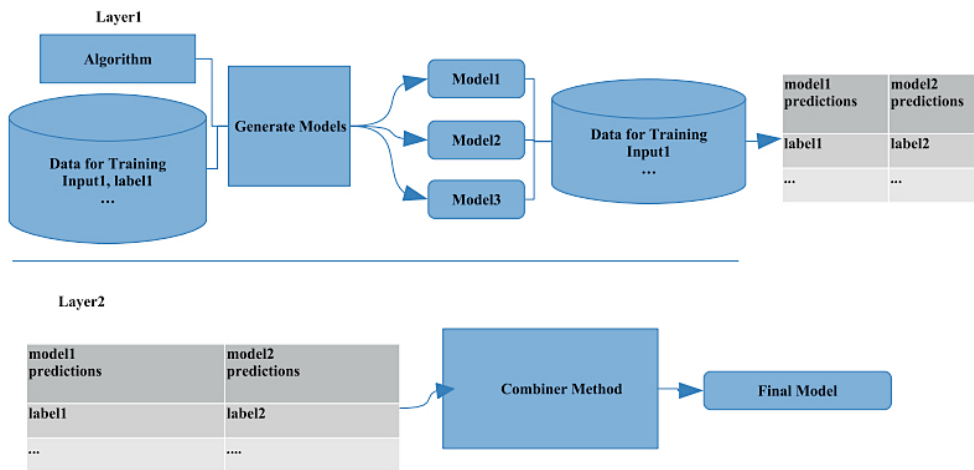 Layer1
Algorithm
Data for Training
Input1, label1
...
Generate Models
Model1
Model2
Model3
Data for Training
Input1
...
model1
predictions
model2
predictions
label1
label2
...
...
Layer2
model1
predictions
model2
predictions
label1
label2
...
....
Combiner Method
Final Model